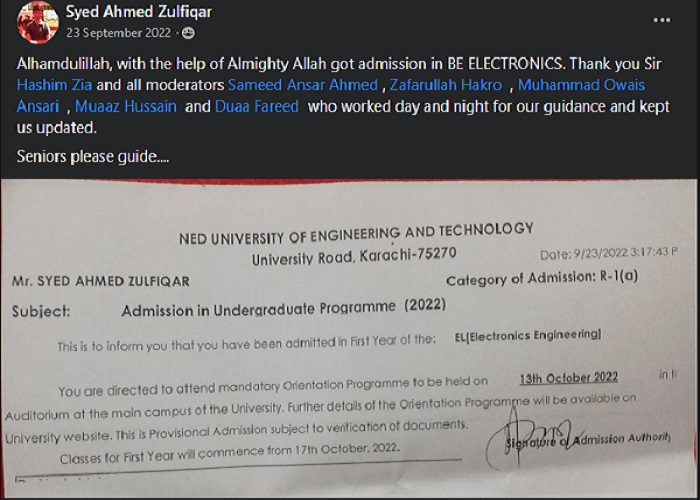 Syed Ahmed Zulfiqar
23 September 2022 ·
Alhamdulillah, with the help of Almighty Allah got admission in BE ELECTRONICS. Thank you Sir
Hashim Zia and all moderators Sameed Ansar Ahmed , Zafarullah Hakro , Muhammad Owais
Ansari , Muaaz Hussain and Duaa Fareed who worked day and night for our guidance and kept
us updated.
Seniors please guide....
NED UNIVERSITY OF ENGINEERING AND TECHNOLOGY
University Road, Karachi-75270
Date: 9/23/2022 3:17:43 P
Mr. SYED AHMED ZULFIQAR
Category of Admission: R-1(a)
Subject: Admission in Undergraduate Programme (2022)
This is to inform you that you have been admitted in First Year of the: EL[Electronics Engineering]
You are directed to attend mandatory Orientation Programme to be held on 13th October 2022 in
Auditorium at the main campus of the University. Further details of the Orientation Programme will be available on
University website. This is Provisional Admission subject to verification of documents.
Signature of Admission Authority
Classes for First Year will commence from 17th October, 2022.